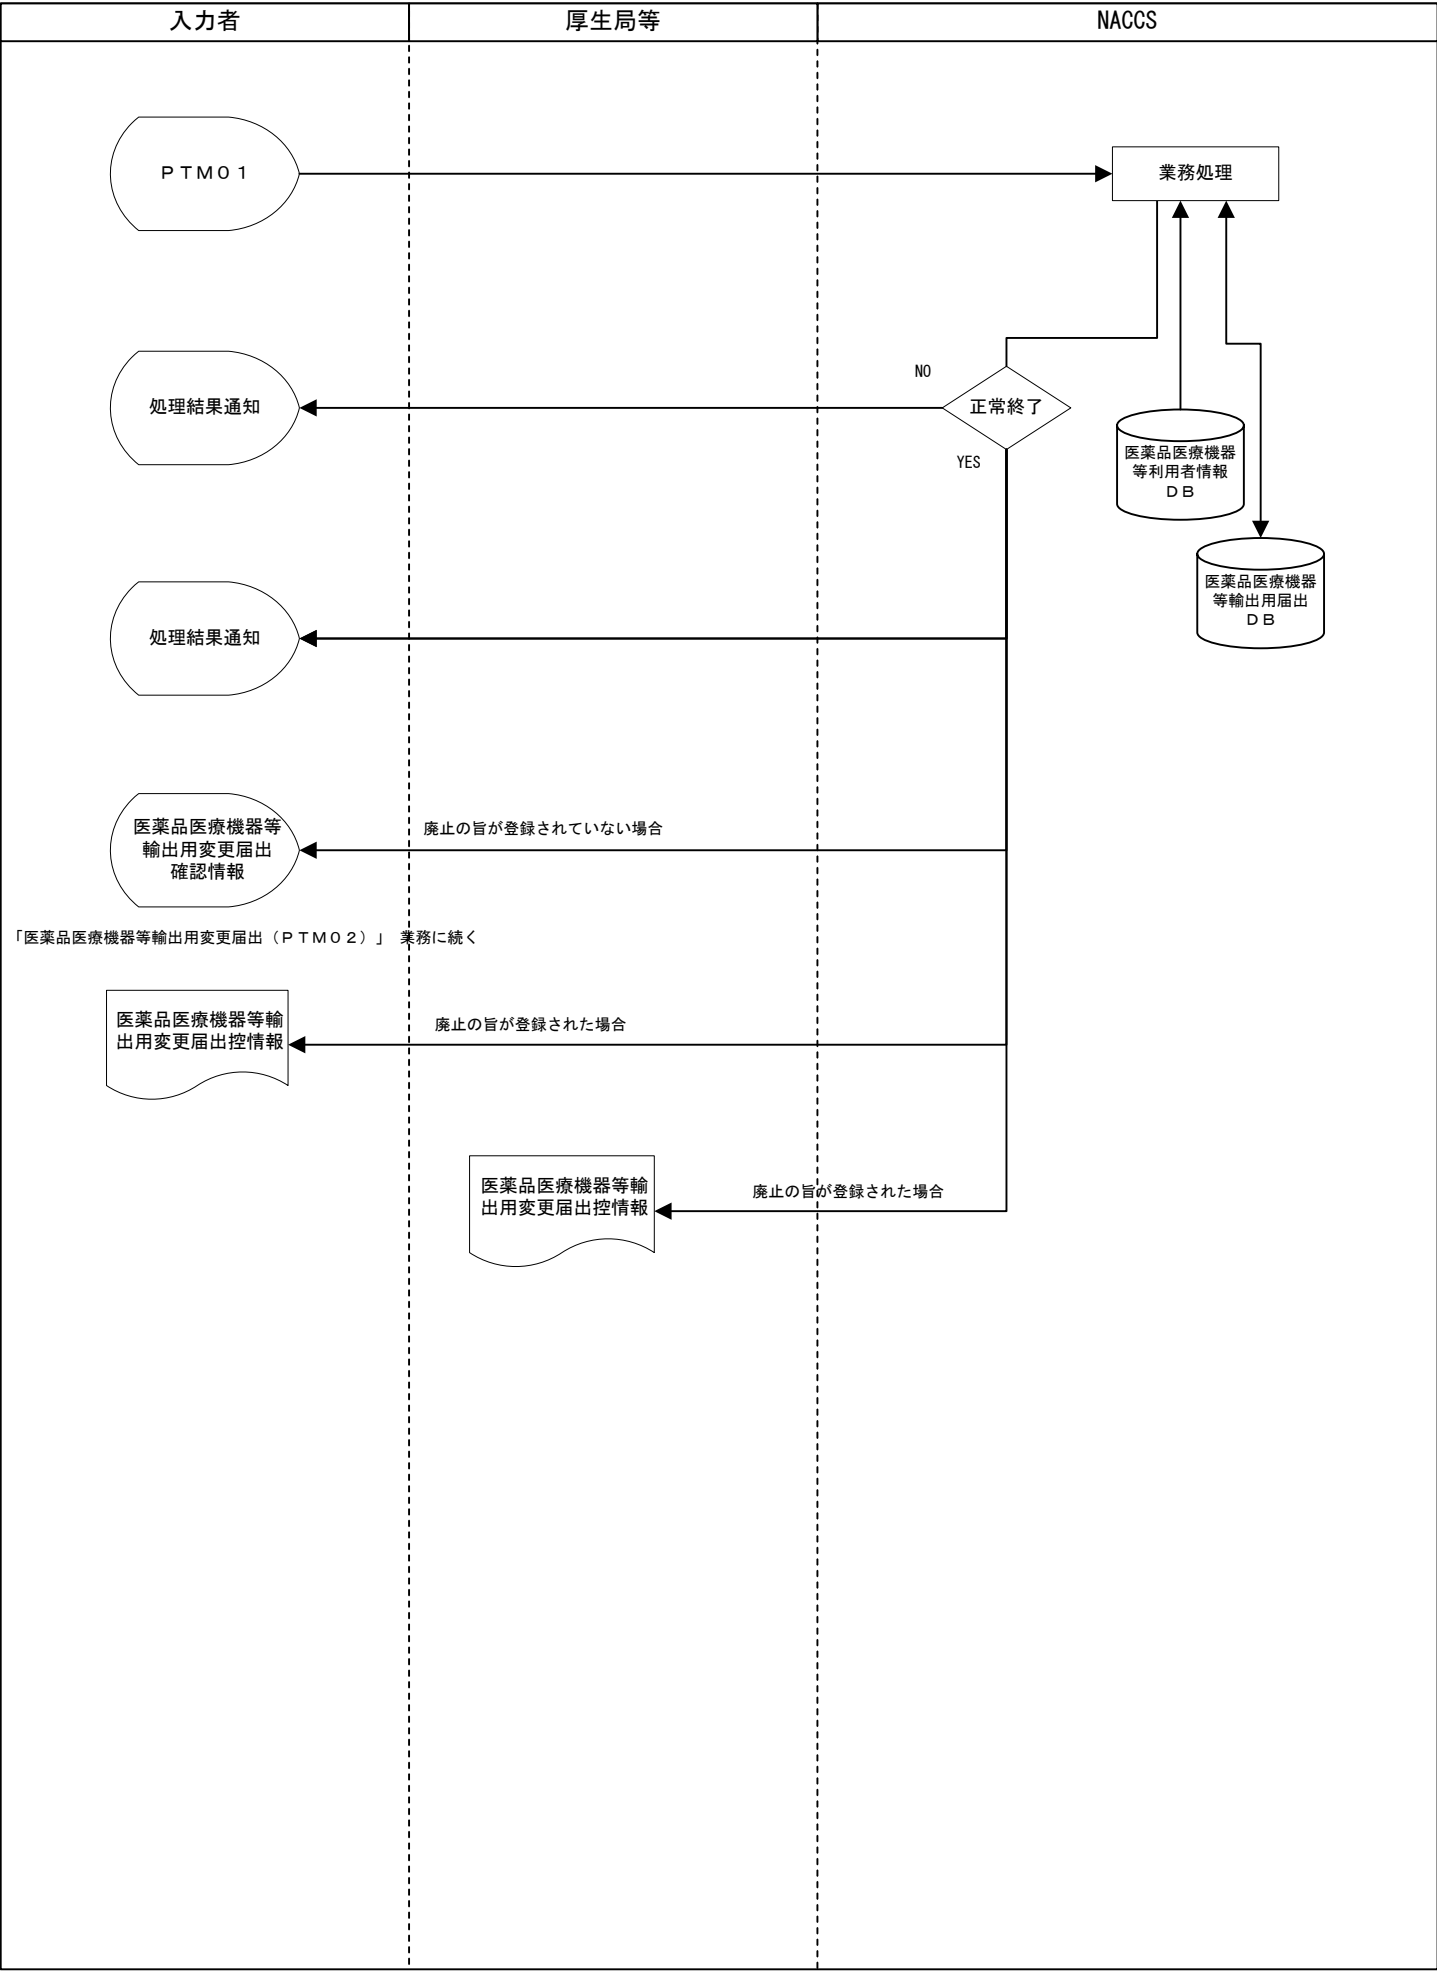 入力者
厚生局等
NACCS
ＰＴＭ０１
業務処理
処理結果通知
NO
正常終了
YES
医薬品医療機器
等利用者情報
ＤＢ
医薬品医療機器
等輸出用届出
ＤＢ
処理結果通知
医薬品医療機器等
輸出用変更届出
確認情報
廃止の旨が登録されていない場合
「医薬品医療機器等輸出用変更届出（ＰＴＭ０２）」 業務に続く
医薬品医療機器等輸
出用変更届出控情報
廃止の旨が登録された場合
医薬品医療機器等輸
出用変更届出控情報
廃止の旨が登録された場合